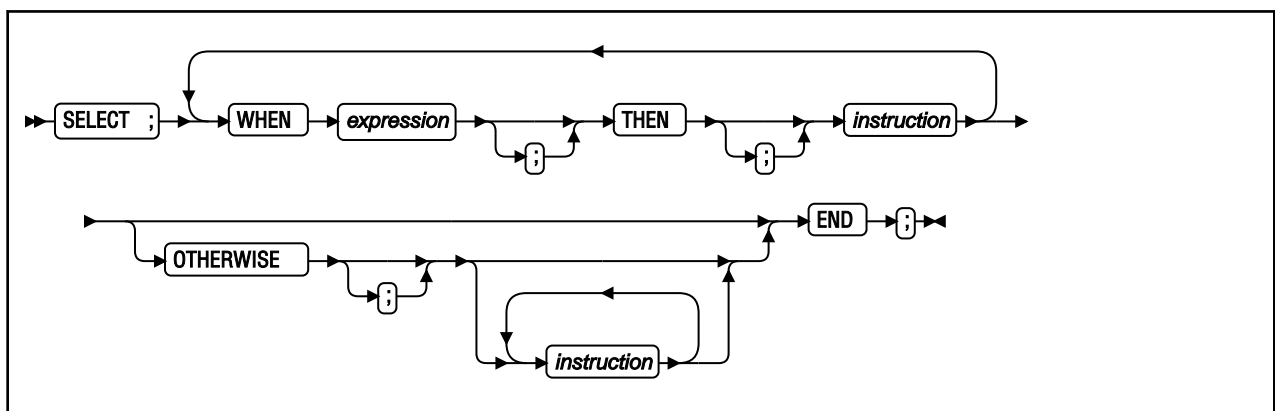 SELECT ; WHEN expression THEN instruction
; ;
END ;
OTHERWISE
;
instruction